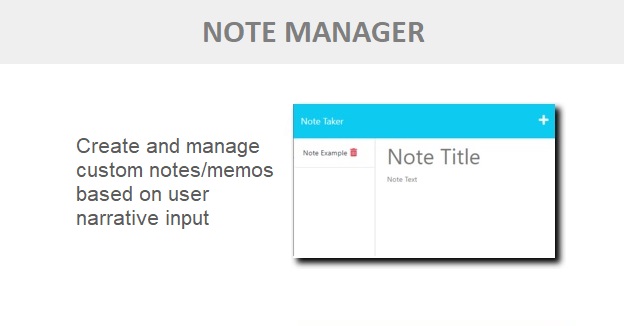 NOTE MANAGER
Create and manage
custom notes/memos
based on user
narrative input
Note Taker
+
Note Example
Note Title
Note Text